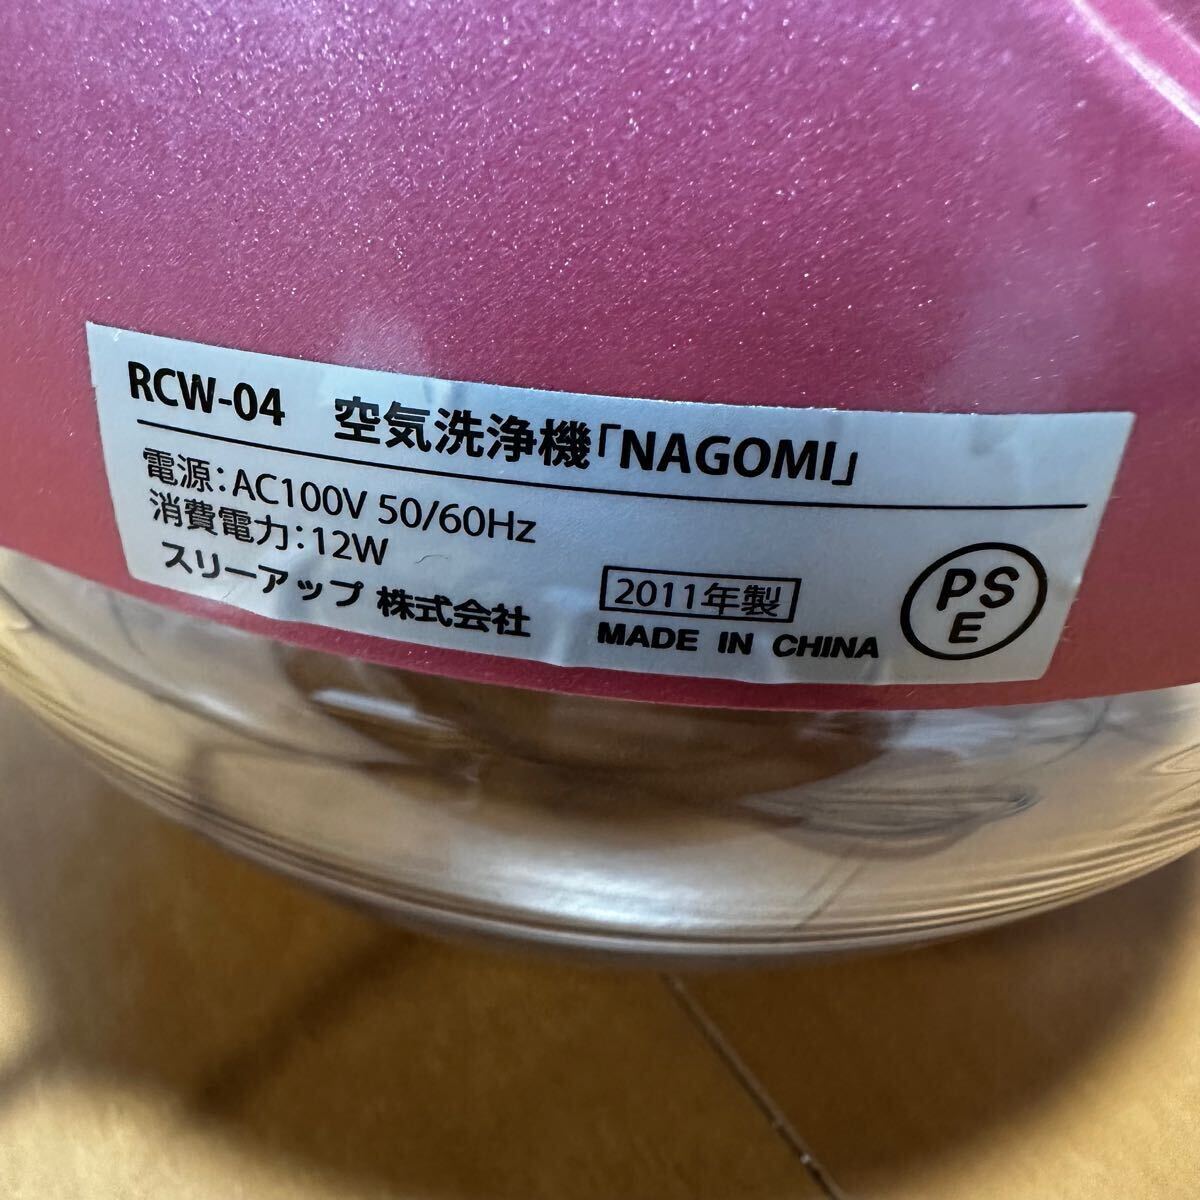 RCW-04 空気洗浄機「NAGOMI」
電源:AC100V 50/60Hz
消費電力:12W
スリーアップ 株式会社
2011年製
MADE IN CHINA
PS
E